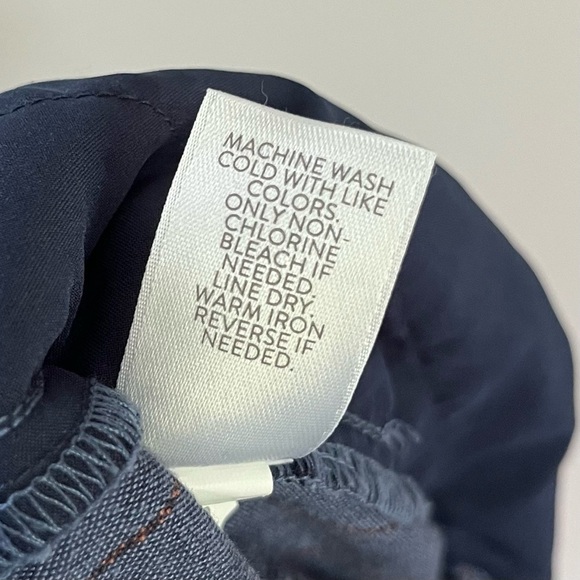 MACHINE WASH
COLD WITH LIKE
COLORS.
ONLY NON-
CHLORINE
BLEACH IF
NEEDED
LINE DRY.
WARM IRON
REVERSE IF
NEEDED.